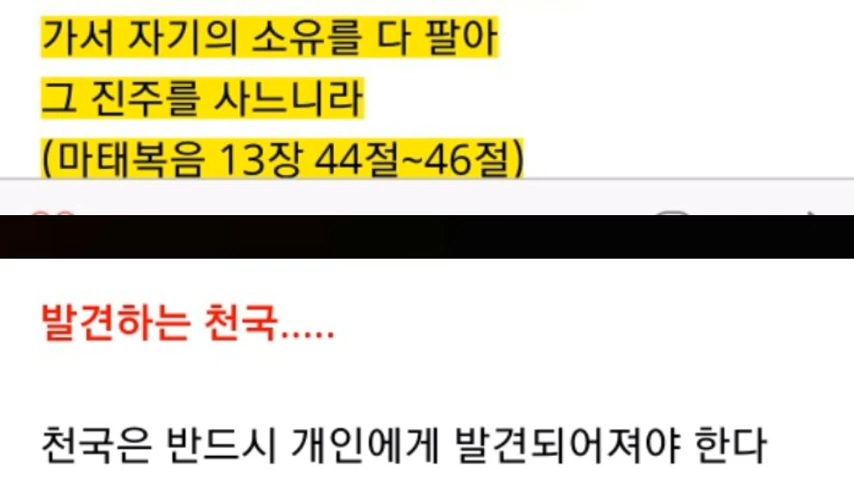 가서 자기의 소유를 다 팔아
그 진주를 사느니라
(마태복음 13장 44절~46절)
발견하는 천국.....
천국은 반드시 개인에게 발견되어져야 한다